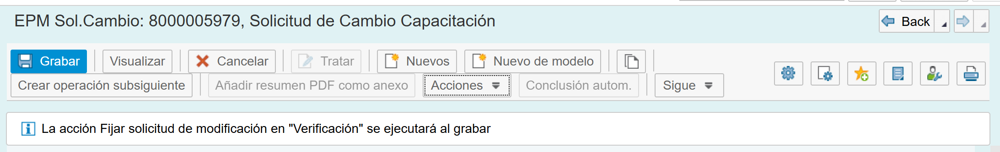 EPM Sol.Cambio: 8000005979, Solicitud de Cambio Capacitación
Back
Grabar Visualizar Cancelar Tratar Nuevos Nuevo de modelo
Crear operación subsiguiente Añadir resumen PDF como anexo Acciones Conclusión autom. Sigue
La acción Fijar solicitud de modificación en "Verificación" se ejecutará al grabar